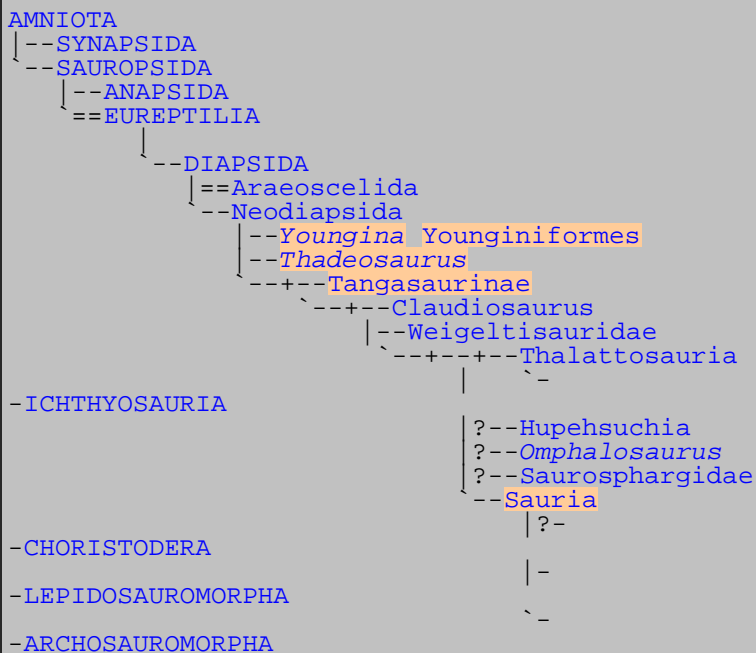 AMNIOTA
|--SYNAPSIDA
`--SAUROPSIDA
   |--ANAPSIDA
   `==EUREPTILIA
        |
        `--DIAPSIDA
           |==Araeoscelida
           `--Neodiapsida
              |--Youngina Younginiformes
              |--Thadeosaurus
              `--+--Tangasaurinae
                  `--+--Claudiosaurus
                      |--Weigeltisauridae
                      `--+--+--Thalattosauria
                            |   `-
-ICHTHYOSAURIA
                            |?--Hupehsuchia
                            |?--Omphalosaurus
                            |?--Saurosphargidae
                            `--Sauria
                                |?-
-CHORISTODERA
                                |-
-LEPIDOSAUROMORPHA
                                `-
-ARCHOSAUROMORPHA